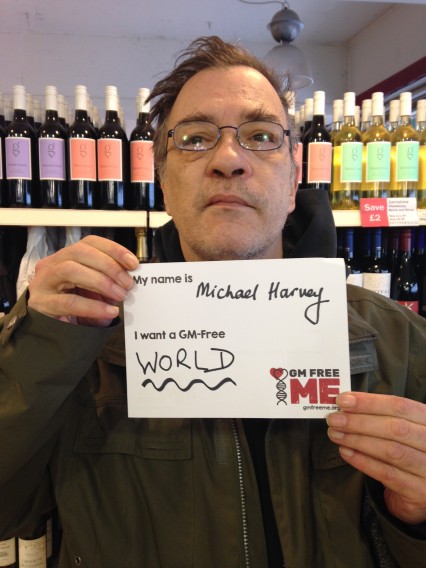 Save
£2
My name is Michael Harvey
I want a GM-Free
WORLD
GM FREE
ME
gmfreeme.org